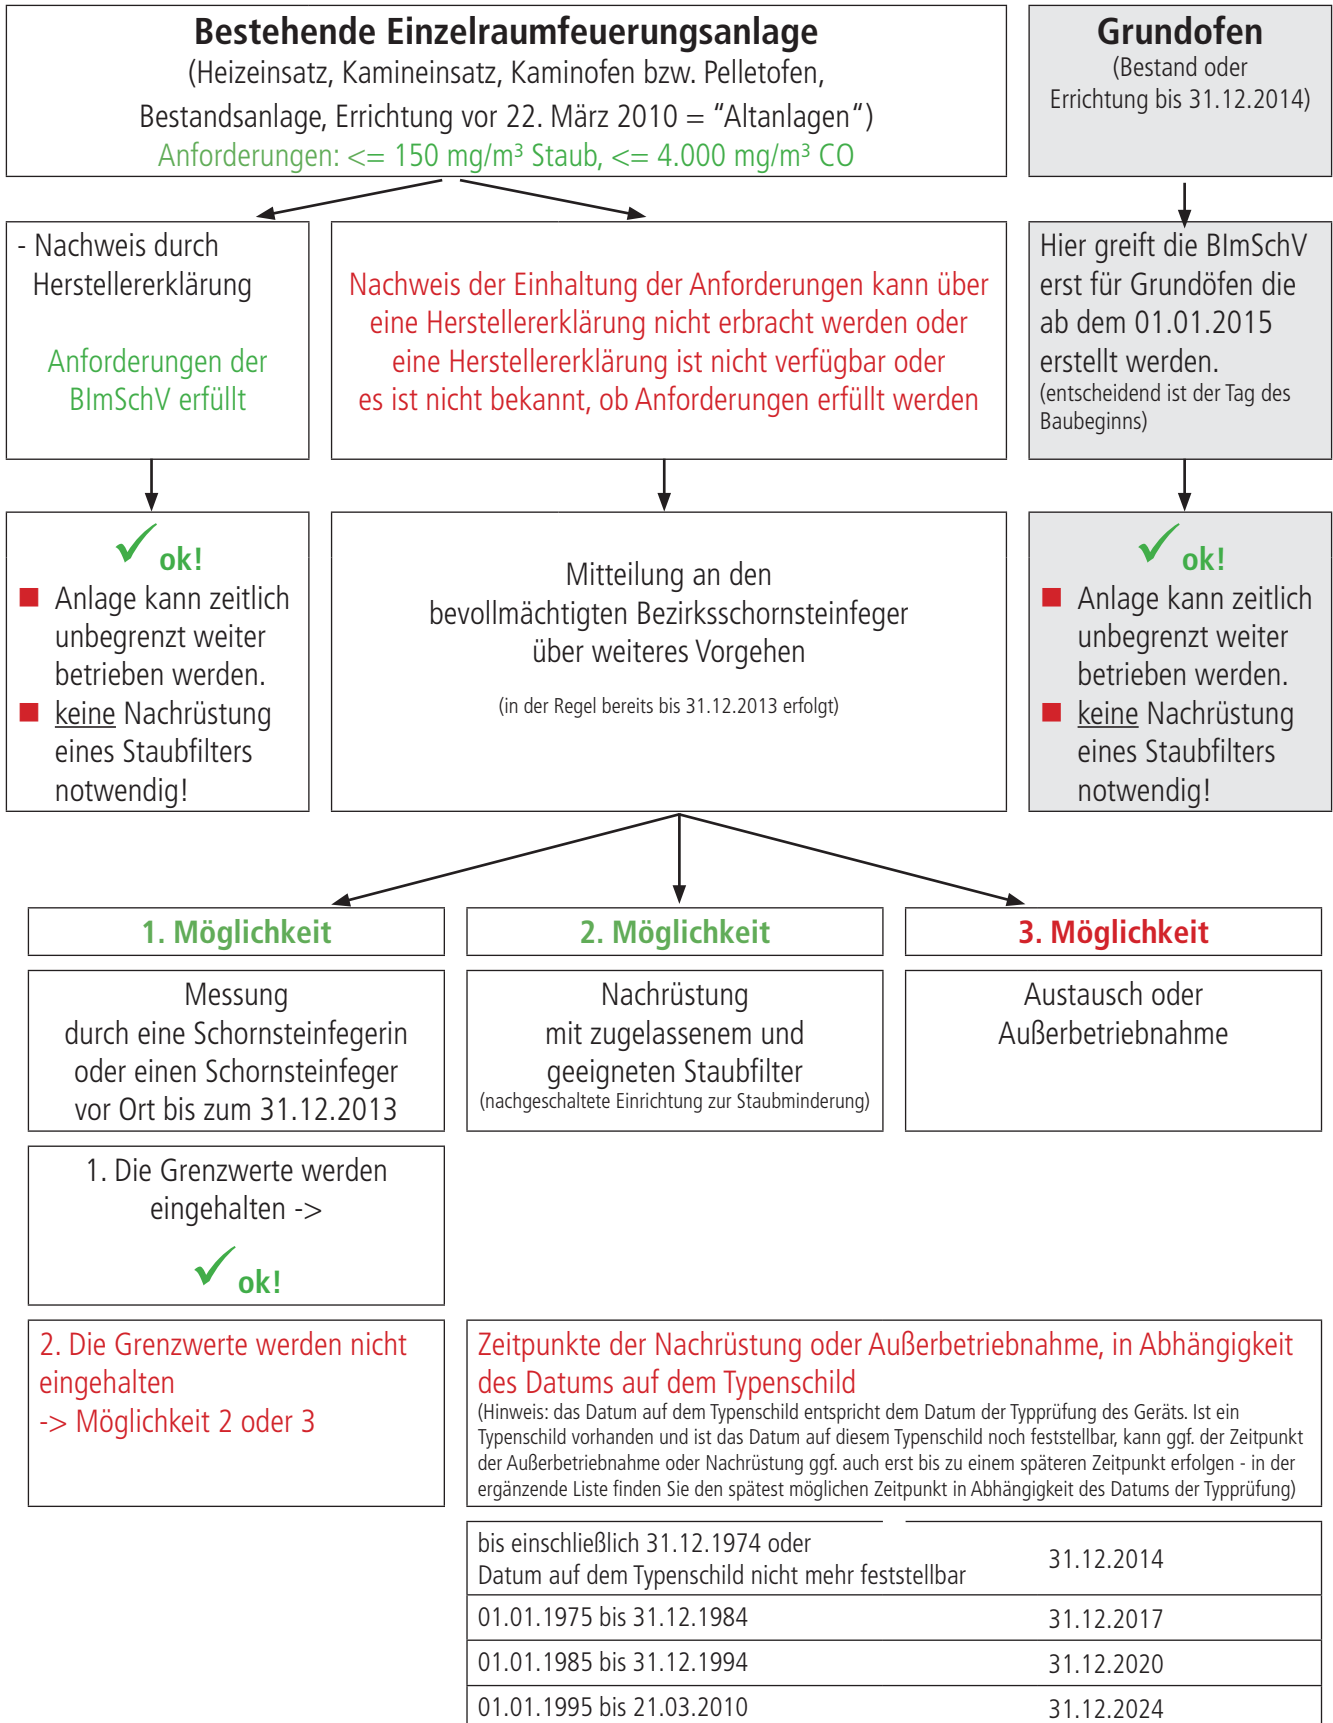 Bestehende Einzelraumfeuerungsanlage
(Heizeinsatz, Kamineinsatz, Kaminofen bzw. Pelletofen,
Bestandsanlage, Errichtung vor 22. März 2010 = “Altanlagen“)
Anforderungen: <= 150 mg/m³ Staub, <= 4.000 mg/m³ CO
Grundofen
(Bestand oder
Errichtung bis 31.12.2014)
- Nachweis durch
Herstellererklärung
Anforderungen der
BImSchV erfüllt
Nachweis der Einhaltung der Anforderungen kann über
eine Herstellererklärung nicht erbracht werden oder
eine Herstellererklärung ist nicht verfügbar oder
es ist nicht bekannt, ob Anforderungen erfüllt werden
Hier greift die BImSchV
erst für Grundöfen die
ab dem 01.01.2015
erstellt werden.
(entscheidend ist der Tag des
Baubeginns)
✓ ok!
■ Anlage kann zeitlich
unbegrenzt weiter
betrieben werden.
■ keine Nachrüstung
eines Staubfilters
notwendig!
Mitteilung an den
bevollmächtigten Bezirksschornsteinfeger
über weiteres Vorgehen
(in der Regel bereits bis 31.12.2013 erfolgt)
✓ ok!
■ Anlage kann zeitlich
unbegrenzt weiter
betrieben werden.
■ keine Nachrüstung
eines Staubfilters
notwendig!
1. Möglichkeit
2. Möglichkeit
3. Möglichkeit
Messung
durch eine Schornsteinfegerin
oder einen Schornsteinfeger
vor Ort bis zum 31.12.2013
Nachrüstung
mit zugelassenem und
geeigneten Staubfilter
(nachgeschaltete Einrichtung zur Staubminderung)
Austausch oder
Außerbetriebnahme
1. Die Grenzwerte werden
eingehalten ->
✓ ok!
2. Die Grenzwerte werden nicht
eingehalten
-> Möglichkeit 2 oder 3
Zeitpunkte der Nachrüstung oder Außerbetriebnahme, in Abhängigkeit
des Datums auf dem Typenschild
(Hinweis: das Datum auf dem Typenschild entspricht dem Datum der Typprüfung des Geräts. Ist ein
Typenschild vorhanden und ist das Datum auf diesem Typenschild noch feststellbar, kann ggf. der Zeitpunkt
der Außerbetriebnahme oder Nachrüstung ggf. auch erst bis zu einem späteren Zeitpunkt erfolgen - in der
ergänzende Liste finden Sie den spätest möglichen Zeitpunkt in Abhängigkeit des Datums der Typprüfung)
bis einschließlich 31.12.1974 oder
Datum auf dem Typenschild nicht mehr feststellbar 31.12.2014
01.01.1975 bis 31.12.1984 31.12.2017
01.01.1985 bis 31.12.1994 31.12.2020
01.01.1995 bis 21.03.2010 31.12.2024